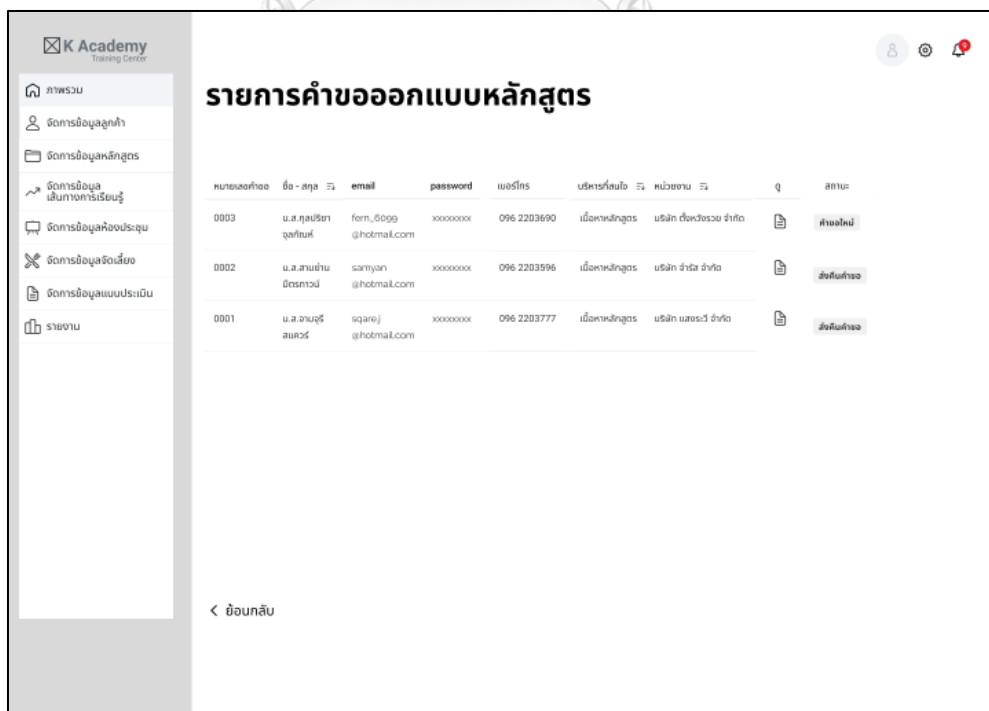 K Academy
Training Center
ภาพรวม
จัดการข้อมูลลูกค้า
จัดการข้อมูลหลักสูตร
จัดการข้อมูล
เส้นทางการเรียนรู้
จัดการข้อมูลห้องประชุม
จัดการข้อมูลจัดเลี้ยง
จัดการข้อมูลแบบประเมิน
รายงาน
รายการคำขอออกแบบหลักสูตร
หมายเลขคำขอ ชื่อ - สกุล email password เบอร์โทร บริหารที่สนใจ หน่วยงาน ดู สถานะ
0003 น.ส.กุลปรียา fern_6099 xxxxxxxx 096 2203690 เนื้อหาหลักสูตร บริษัท ตั้งหวังรวย จำกัด คำขอใหม่
จุลภัณฑ์ @hotmail.com
0002 น.ส.สามย่าน samyan xxxxxxxx 096 2203596 เนื้อหาหลักสูตร บริษัท จำรัส จำกัด ส่งคืนคำขอ
มิตรทาวน์ @hotmail.com
0001 น.ส.จามจุรี sqare.j xxxxxxxx 096 2203777 เนื้อหาหลักสูตร บริษัท แสงระวี จำกัด ส่งคืนคำขอ
สแควร์ @hotmail.com
< ย้อนกลับ